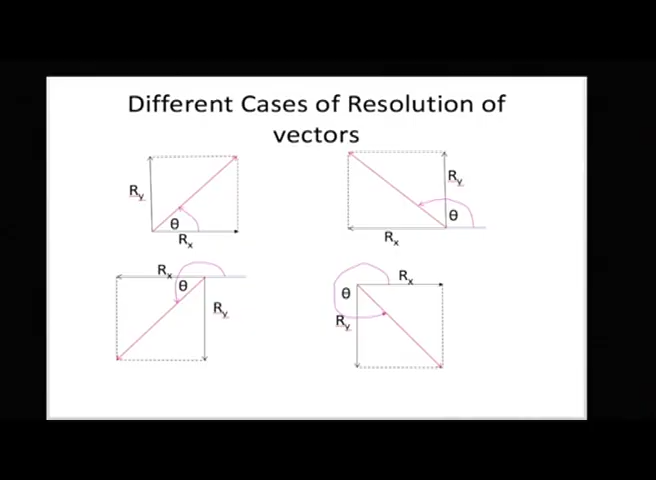 Different Cases of Resolution of
vectors
Ry
θ
Rx
Ry
θ
Rx
Rx
θ
Ry
Rx
θ
Ry